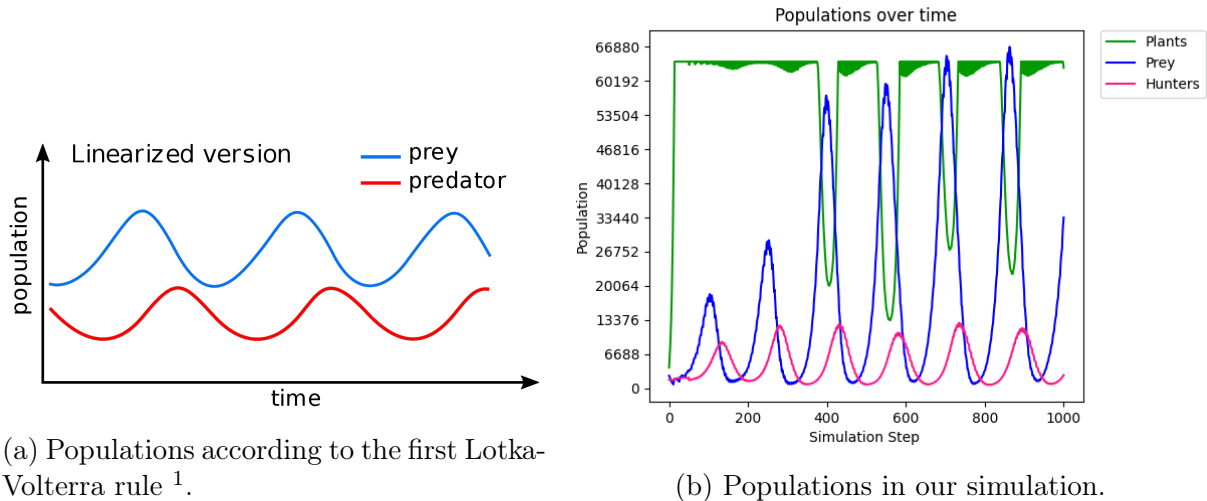 Linearized version
prey
predator
population
time
(a) Populations according to the first Lotka-
Volterra rule 1.
Populations over time
Plants
Prey
Hunters
66880
60192
53504
46816
40128
33440
26752
20064
13376
6688
0
Population
0 200 400 600 800 1000
Simulation Step
(b) Populations in our simulation.